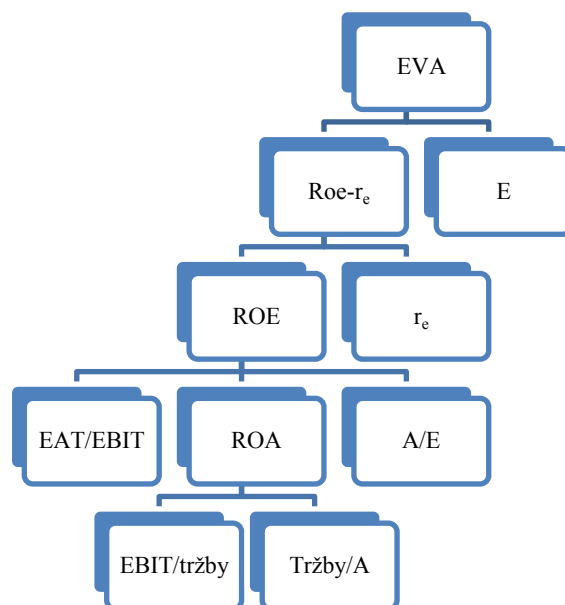 EVA
Roe-rₑ
E
ROE
rₑ
EAT/EBIT
ROA
A/E
EBIT/tržby
Tržby/A